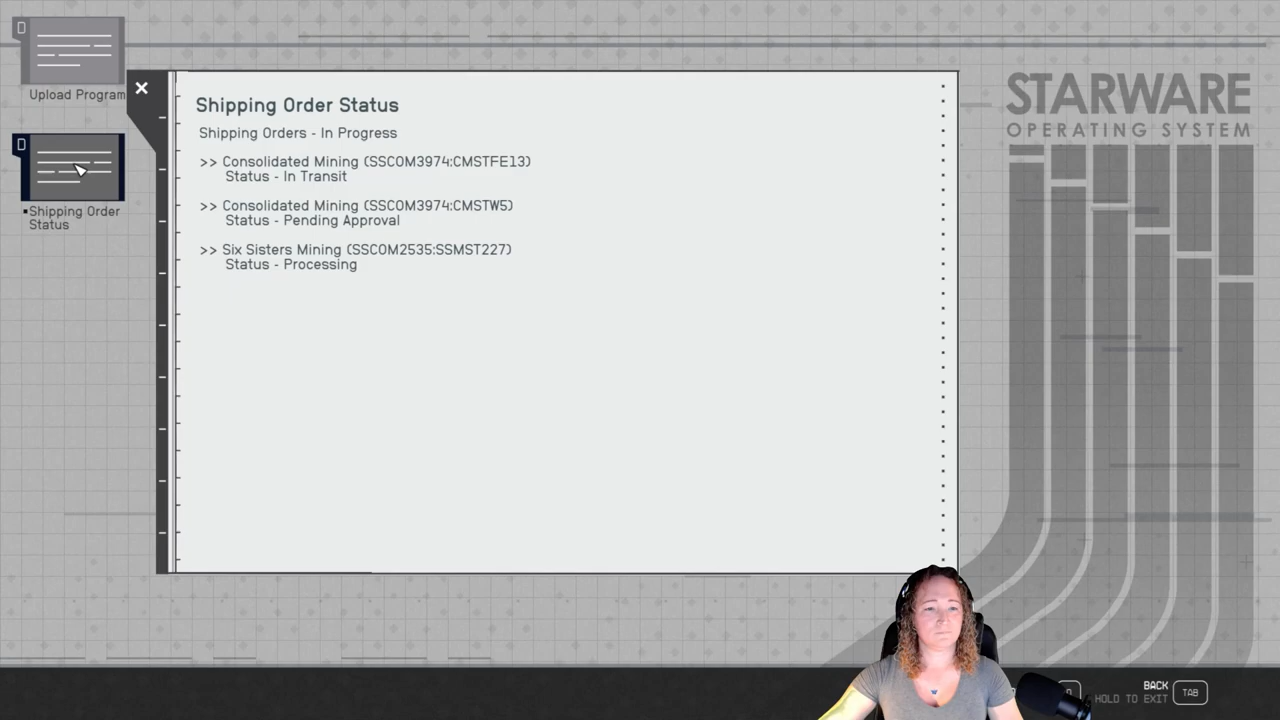 D
Upload Program
D
Shipping Order
Status
Shipping Order Status
Shipping Orders - In Progress
>> Consolidated Mining (SSCOM3974:CMSTFE13)
Status - In Transit
>> Consolidated Mining (SSCOM3974:CMSTW5)
Status - Pending Approval
>> Six Sisters Mining (SSCOM2535:SSMST227)
Status - Processing
STARWARE
OPERATING SYSTEM
BACK
HOLD TO EXIT
TAB